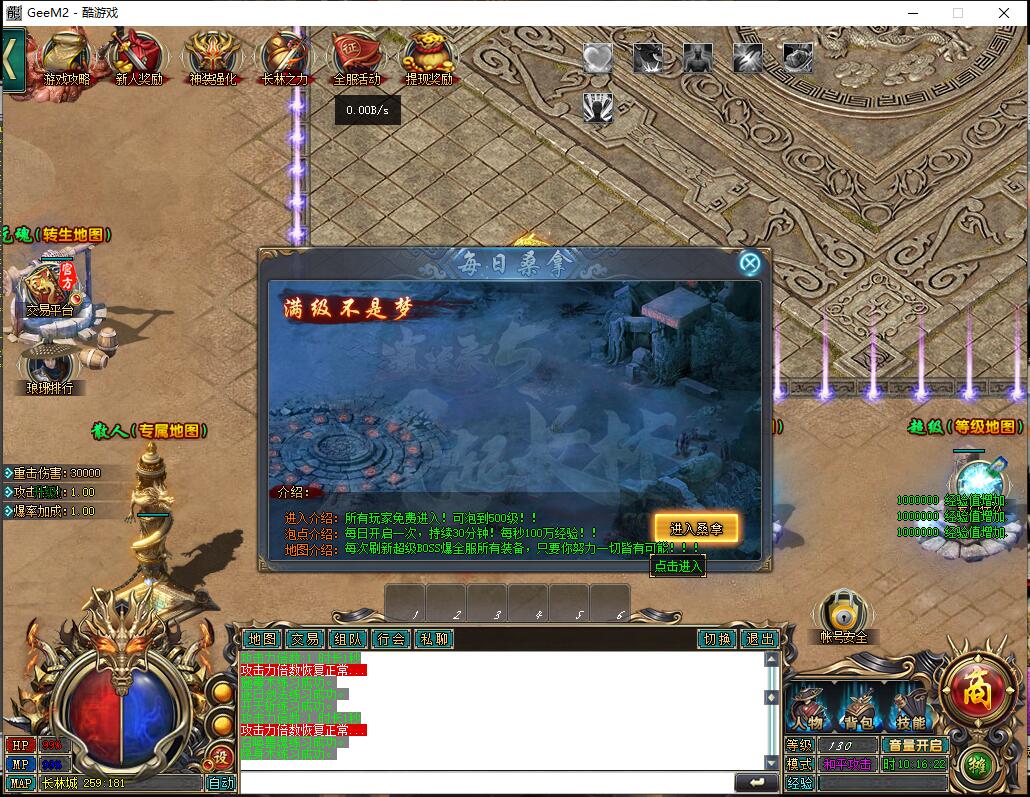 GeeM2 - 酷游戏
游戏攻略
新人奖励
神装强化
长林之力
全服活动
提现奖励
0.00B/s
(转生地图)
官方
交易平台
琅琊排行
每日桑拿
满级不是梦
散人(专属地图)
超级(等级地图)
重击伤害:30000
1.00
爆率加成:1.00
1000000 经验值增加
1000000 经验值增加
1000000 经验值增加
介绍:
进入介绍: 所有玩家免费进入！可泡到500级！！
泡点介绍: 每日开启一次，持续30分钟！每秒100万经验！！
地图介绍: 每次刷新超级BOSS爆全服所有装备，只要你努力一切皆有可能！！！
进入桑拿
点击进入
1 2 3 4 5 6
帐号安全
地图 交易 组队 行会 私聊 切换 退出
攻击力倍数恢复正常...
攻击力倍数恢复正常...
人物 背包 技能
商
等级 130 音量开启
HP 99%
MP 99%
设
模式 和平攻击 时10:16:22
MAP 长林城 259:181 自动
经验
摊